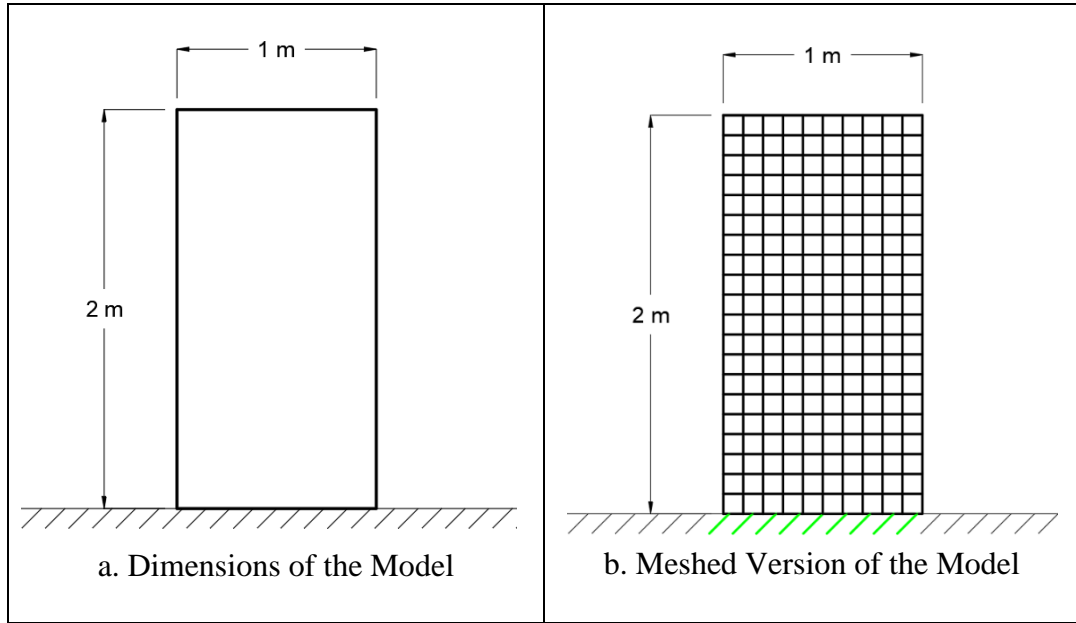 1 m
2 m
a. Dimensions of the Model
1 m
2 m
b. Meshed Version of the Model